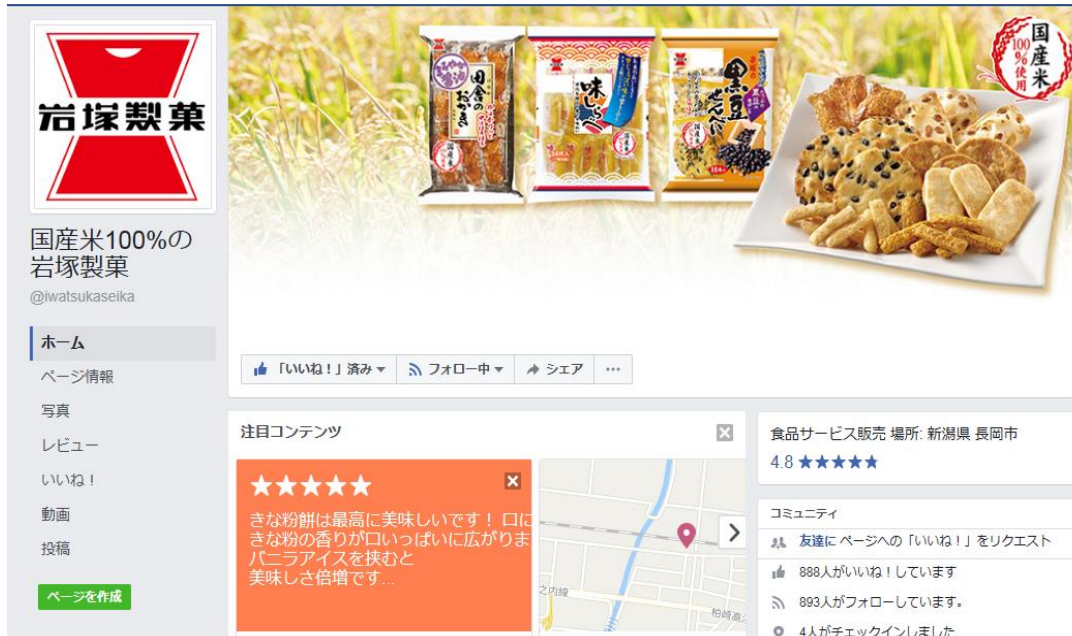 岩塚製菓
国産米100%の
岩塚製菓
@iwatsukaseika
ホーム
ページ情報
写真
レビュー
いいね！
動画
投稿
ページを作成
田舎のおかき
国産米
味しらべ
黒豆せんべい
国産米
100%使用
「いいね！」済み
フォロー中
シェア
注目コンテンツ
きな粉餅は最高に美味しいです！ 口に
きな粉の香りが口いっぱいに広がりま
バニラアイスを挟むと
美味しさ倍増です...
之内線
柏崎高
食品サービス販売 場所: 新潟県 長岡市
4.8
コミュニティ
友達に ページへの「いいね！」をリクエスト
888人がいいね！しています
893人がフォローしています。
4人がチェックインしました